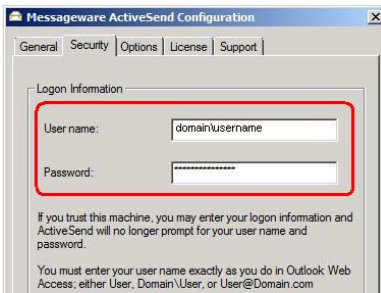 Messageware ActiveSend Configuration
General Security Options License Support
Logon Information
User name: domain\username
Password: ***************
If you trust this machine, you may enter your logon information and
ActiveSend will no longer prompt for your user name and
password.
You must enter your user name exactly as you do in Outlook Web
Access; either User, Domain\User, or User@Domain.com